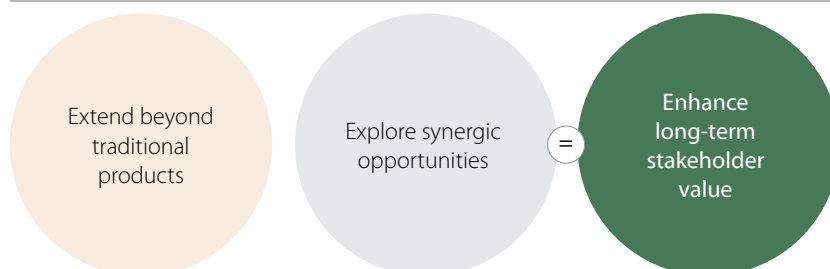 Extend beyond
traditional
products
Explore synergic
opportunities
=
Enhance
long-term
stakeholder
value